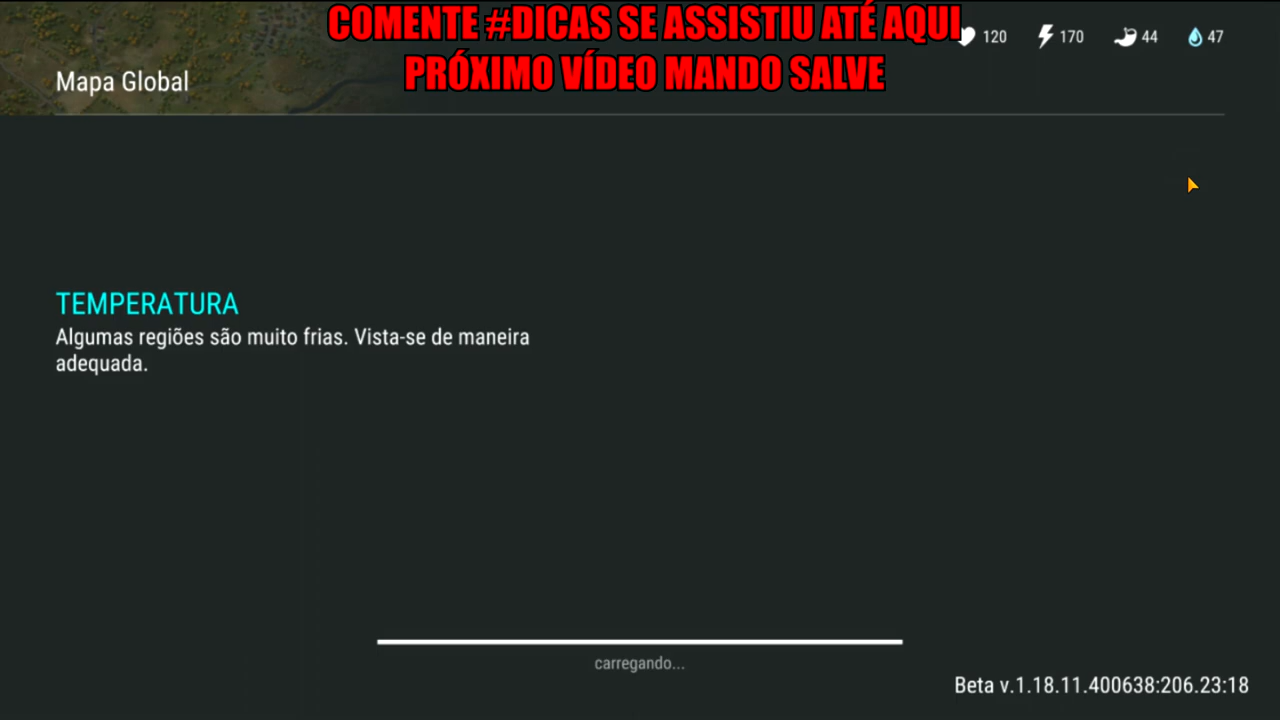 COMENTE #DICAS SE ASSISTIU ATÉ AQUI
PRÓXIMO VÍDEO MANDO SALVE
120 170 44 47
Mapa Global
TEMPERATURA
Algumas regiões são muito frias. Vista-se de maneira
adequada.
carregando...
Beta v.1.18.11.400638:206.23:18